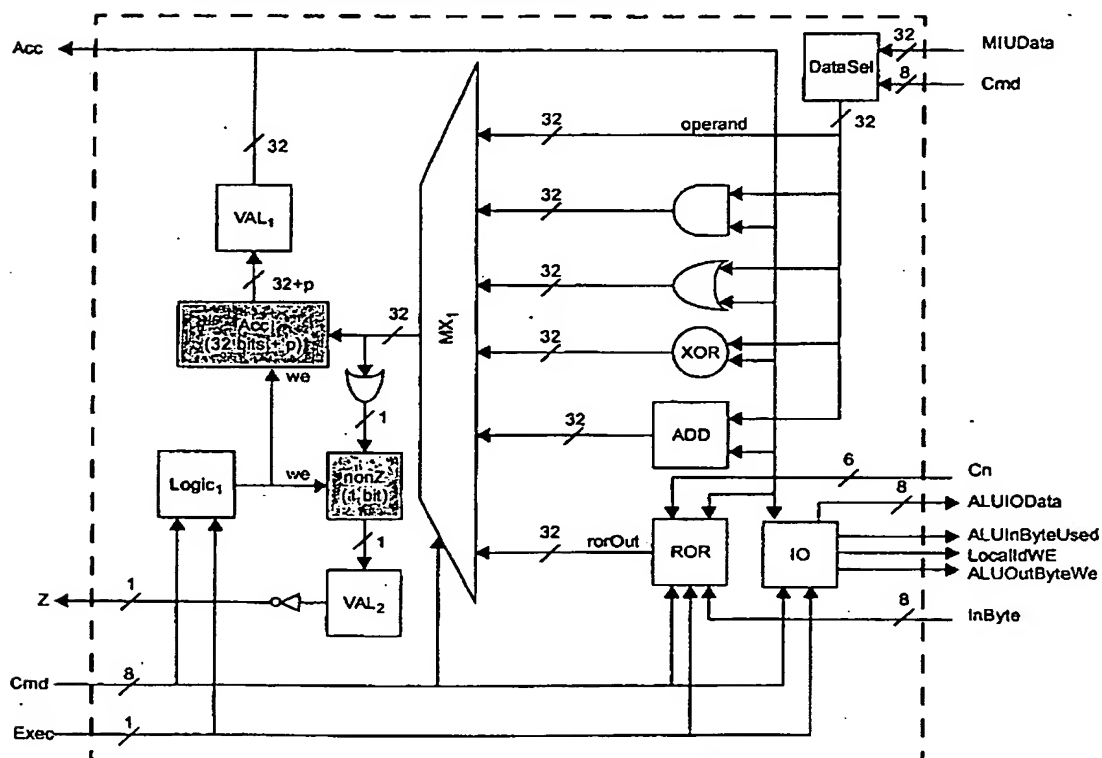 Acc
32
MIUData
DataSel
8
Cmd
32
32
operand
32
32
VAL1
32+p
32
Acc
(32 bits + p)
32
MX1
32
XOR
we
1
32
ADD
6
Cn
Logic1
we
nonZ
(1 bit)
8
ALUIOData
1
32
rorOut
ROR
IO
ALUInByteUsed
LocalIdWE
ALUOutByteWe
Z
1
VAL2
8
InByte
Cmd
8
Exec
1